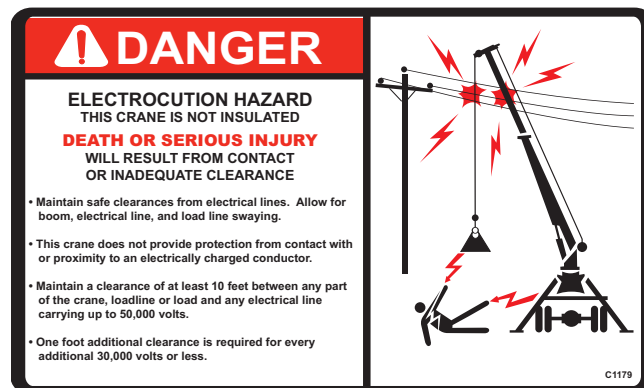 DANGER
ELECTROCUTION HAZARD
THIS CRANE IS NOT INSULATED
DEATH OR SERIOUS INJURY
WILL RESULT FROM CONTACT
OR INADEQUATE CLEARANCE
• Maintain safe clearances from electrical lines. Allow for
boom, electrical line, and load line swaying.
• This crane does not provide protection from contact with
or proximity to an electrically charged conductor.
• Maintain a clearance of at least 10 feet between any part
of the crane, loadline or load and any electrical line
carrying up to 50,000 volts.
• One foot additional clearance is required for every
additional 30,000 volts or less.
C1179